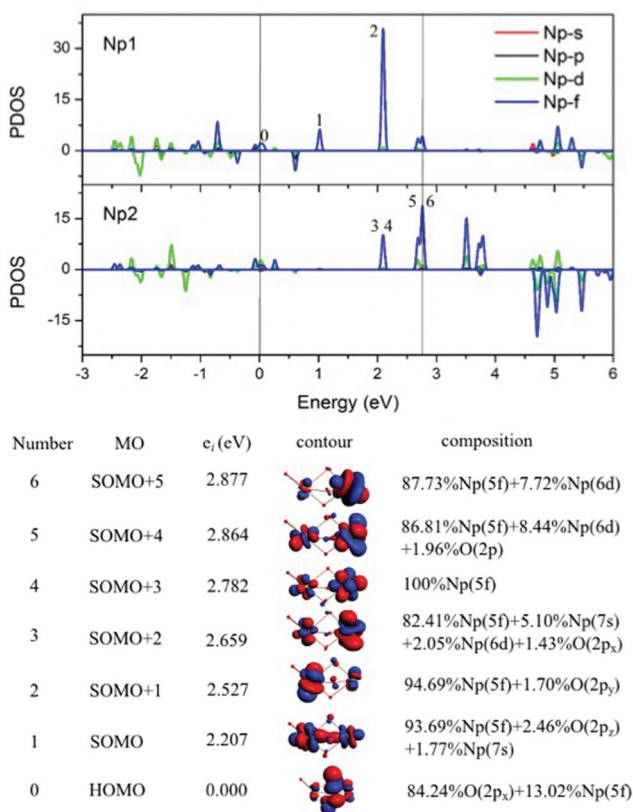 Np1
Np-s
Np-p
Np-d
Np-f
PDOS
30
15
0
0
1
2
Np2
PDOS
15
0
-15
3 4
5 6
-3 -2 -1 0 1 2 3 4 5 6
Energy (eV)
Number MO eᵢ (eV) contour composition
6 SOMO+5 2.877 87.73%Np(5f)+7.72%Np(6d)
5 SOMO+4 2.864 86.81%Np(5f)+8.44%Np(6d)
+1.96%O(2p)
4 SOMO+3 2.782 100%Np(5f)
3 SOMO+2 2.659 82.41%Np(5f)+5.10%Np(7s)
+2.05%Np(6d)+1.43%O(2pₓ)
2 SOMO+1 2.527 94.69%Np(5f)+1.70%O(2pᵧ)
1 SOMO 2.207 93.69%Np(5f)+2.46%O(2p_z)
+1.77%Np(7s)
0 HOMO 0.000 84.24%O(2pₓ)+13.02%Np(5f)